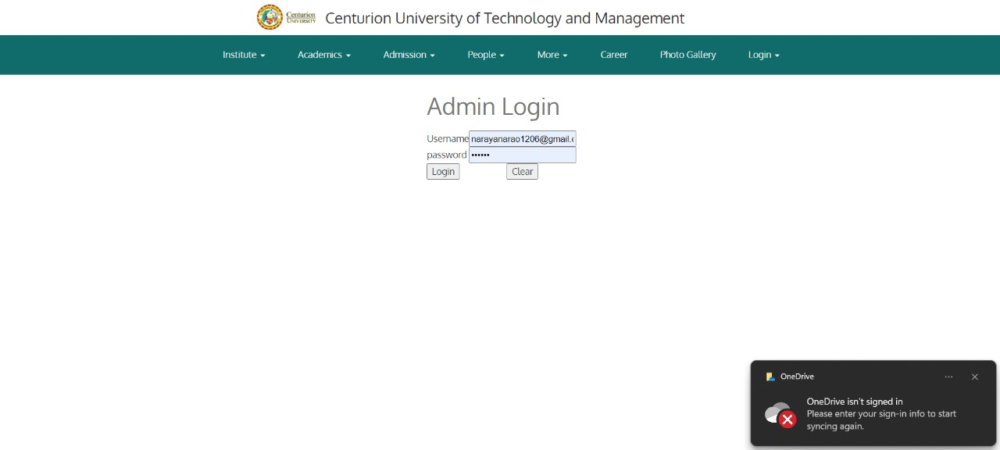 Centurion
UNIVERSITY
Centurion University of Technology and Management
Institute Academics Admission People More Career Photo Gallery Login
Admin Login
Username narayanarao1206@gmail.
password ••••••
Login Clear
OneDrive
OneDrive isn't signed in
Please enter your sign-in info to start
syncing again.